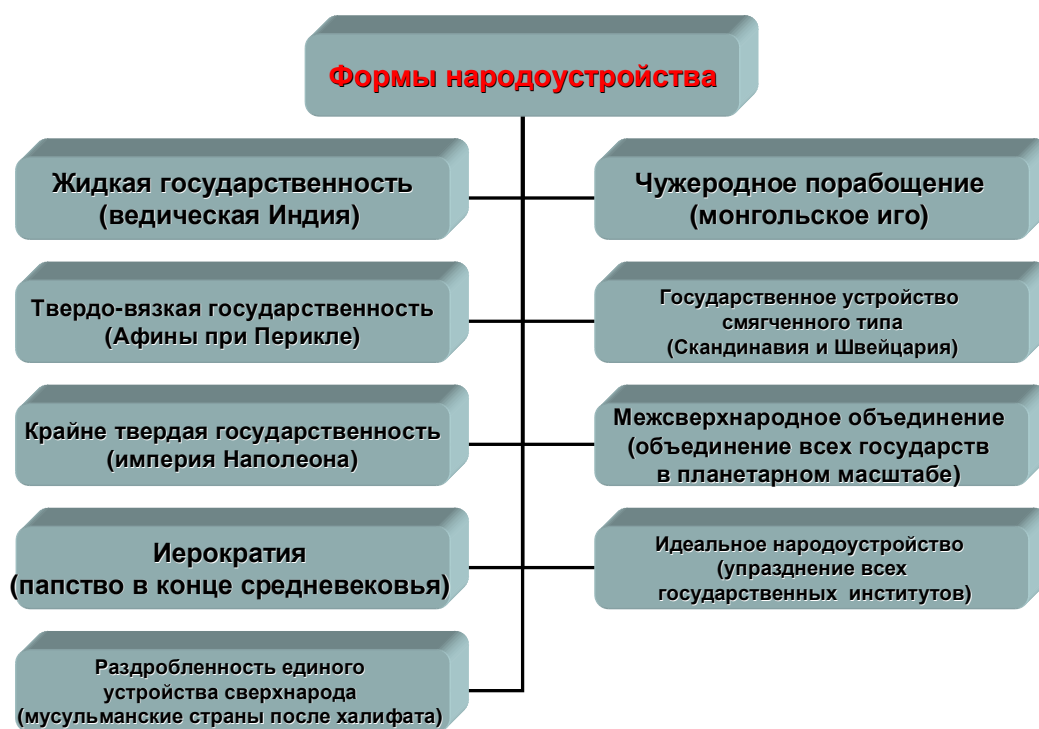 Формы народоустройства
Жидкая государственность
(ведическая Индия)
Чужеродное порабощение
(монгольское иго)
Твердо-вязкая государственность
(Афины при Перикле)
Государственное устройство
смягченного типа
(Скандинавия и Швейцария)
Крайне твердая государственность
(империя Наполеона)
Межсверхнародное объединение
(объединение всех государств
в планетарном масштабе)
Иерократия
(папство в конце средневековья)
Идеальное народоустройство
(упразднение всех
государственных институтов)
Раздробленность единого
устройства сверхнарода
(мусульманские страны после халифата)